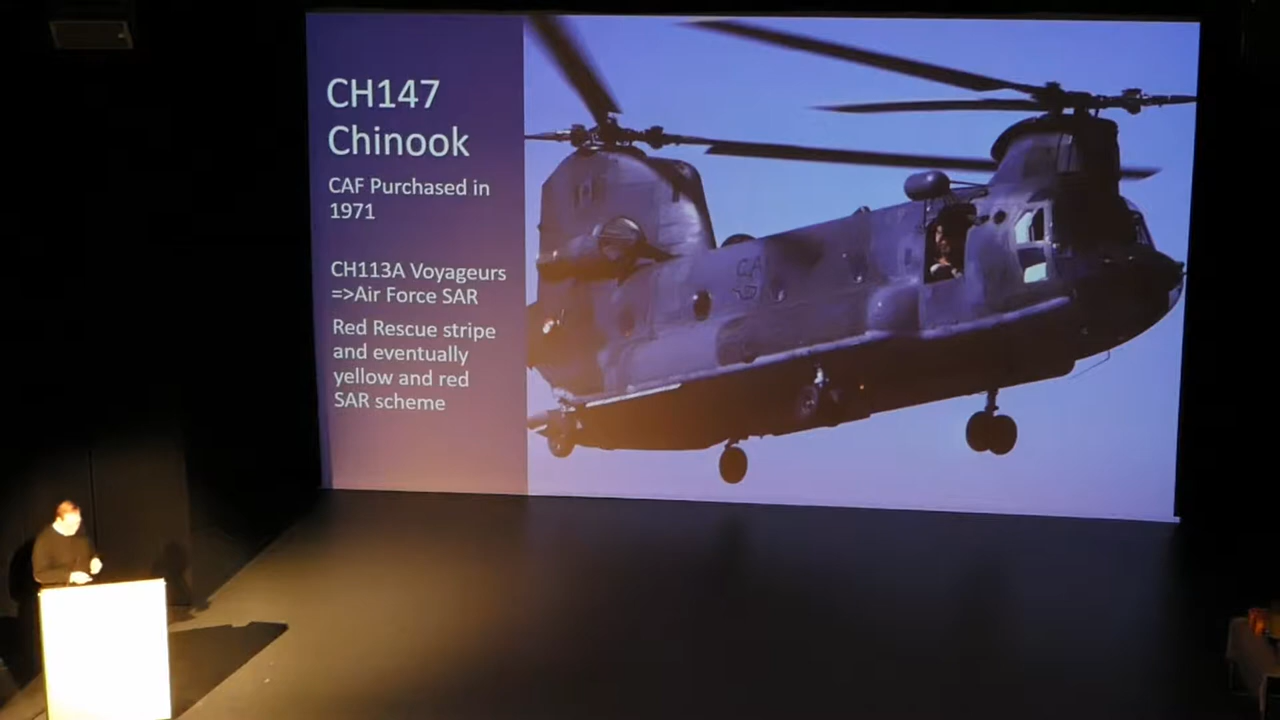 CH147
Chinook
CAF Purchased in
1971
CH113A Voyageurs
=>Air Force SAR
Red Rescue stripe
and eventually
yellow and red
SAR scheme